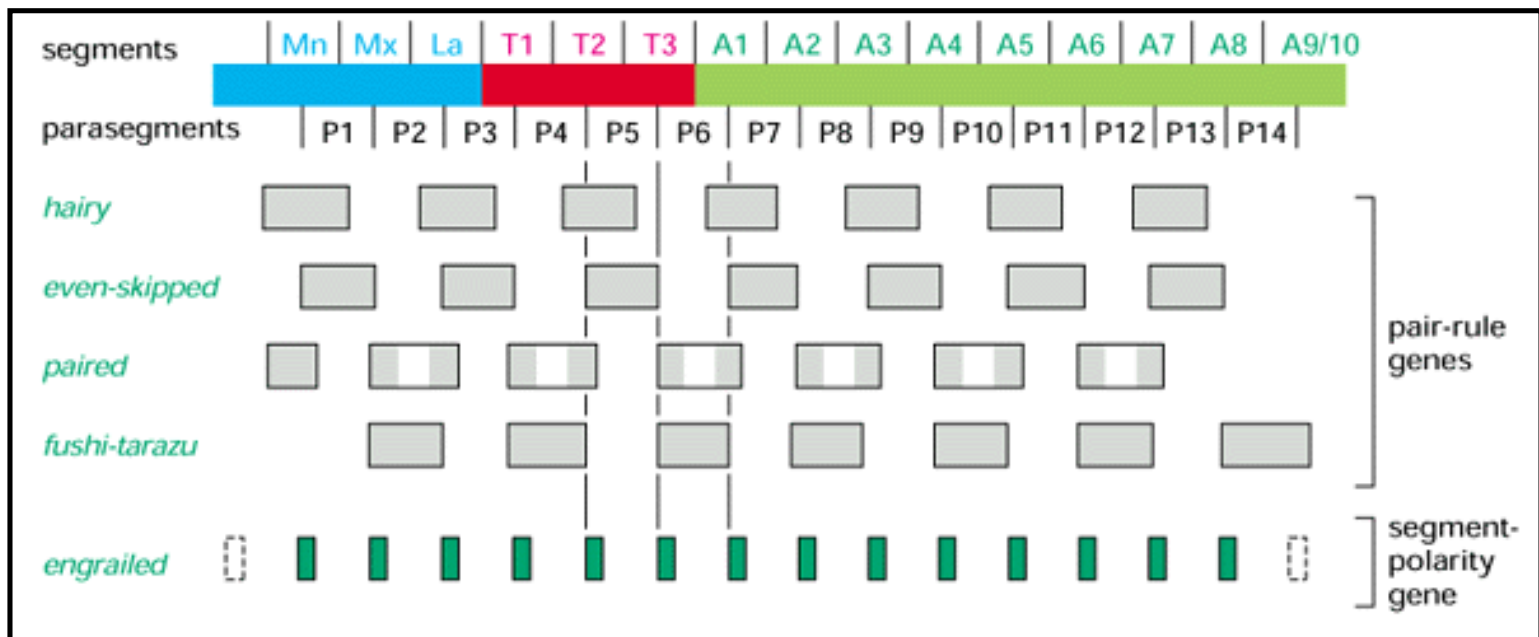 segments Mn Mx La T1 T2 T3 A1 A2 A3 A4 A5 A6 A7 A8 A9/10
parasegments P1 P2 P3 P4 P5 P6 P7 P8 P9 P10 P11 P12 P13 P14
hairy
even-skipped
paired
fushi-tarazu
engrailed
pair-rule
genes
segment-
polarity
gene